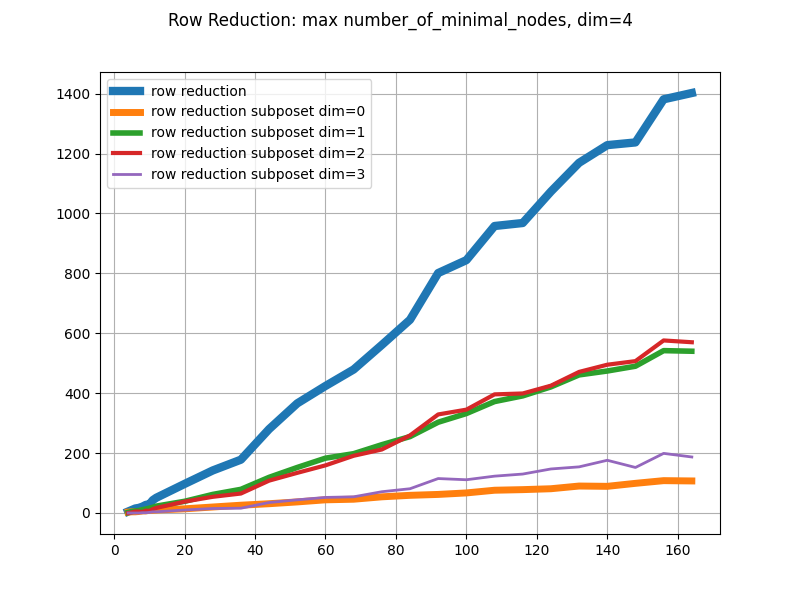 Row Reduction: max number_of_minimal_nodes, dim=4
row reduction
row reduction subposet dim=0
row reduction subposet dim=1
row reduction subposet dim=2
row reduction subposet dim=3
1400
1200
1000
800
600
400
200
0
0 20 40 60 80 100 120 140 160